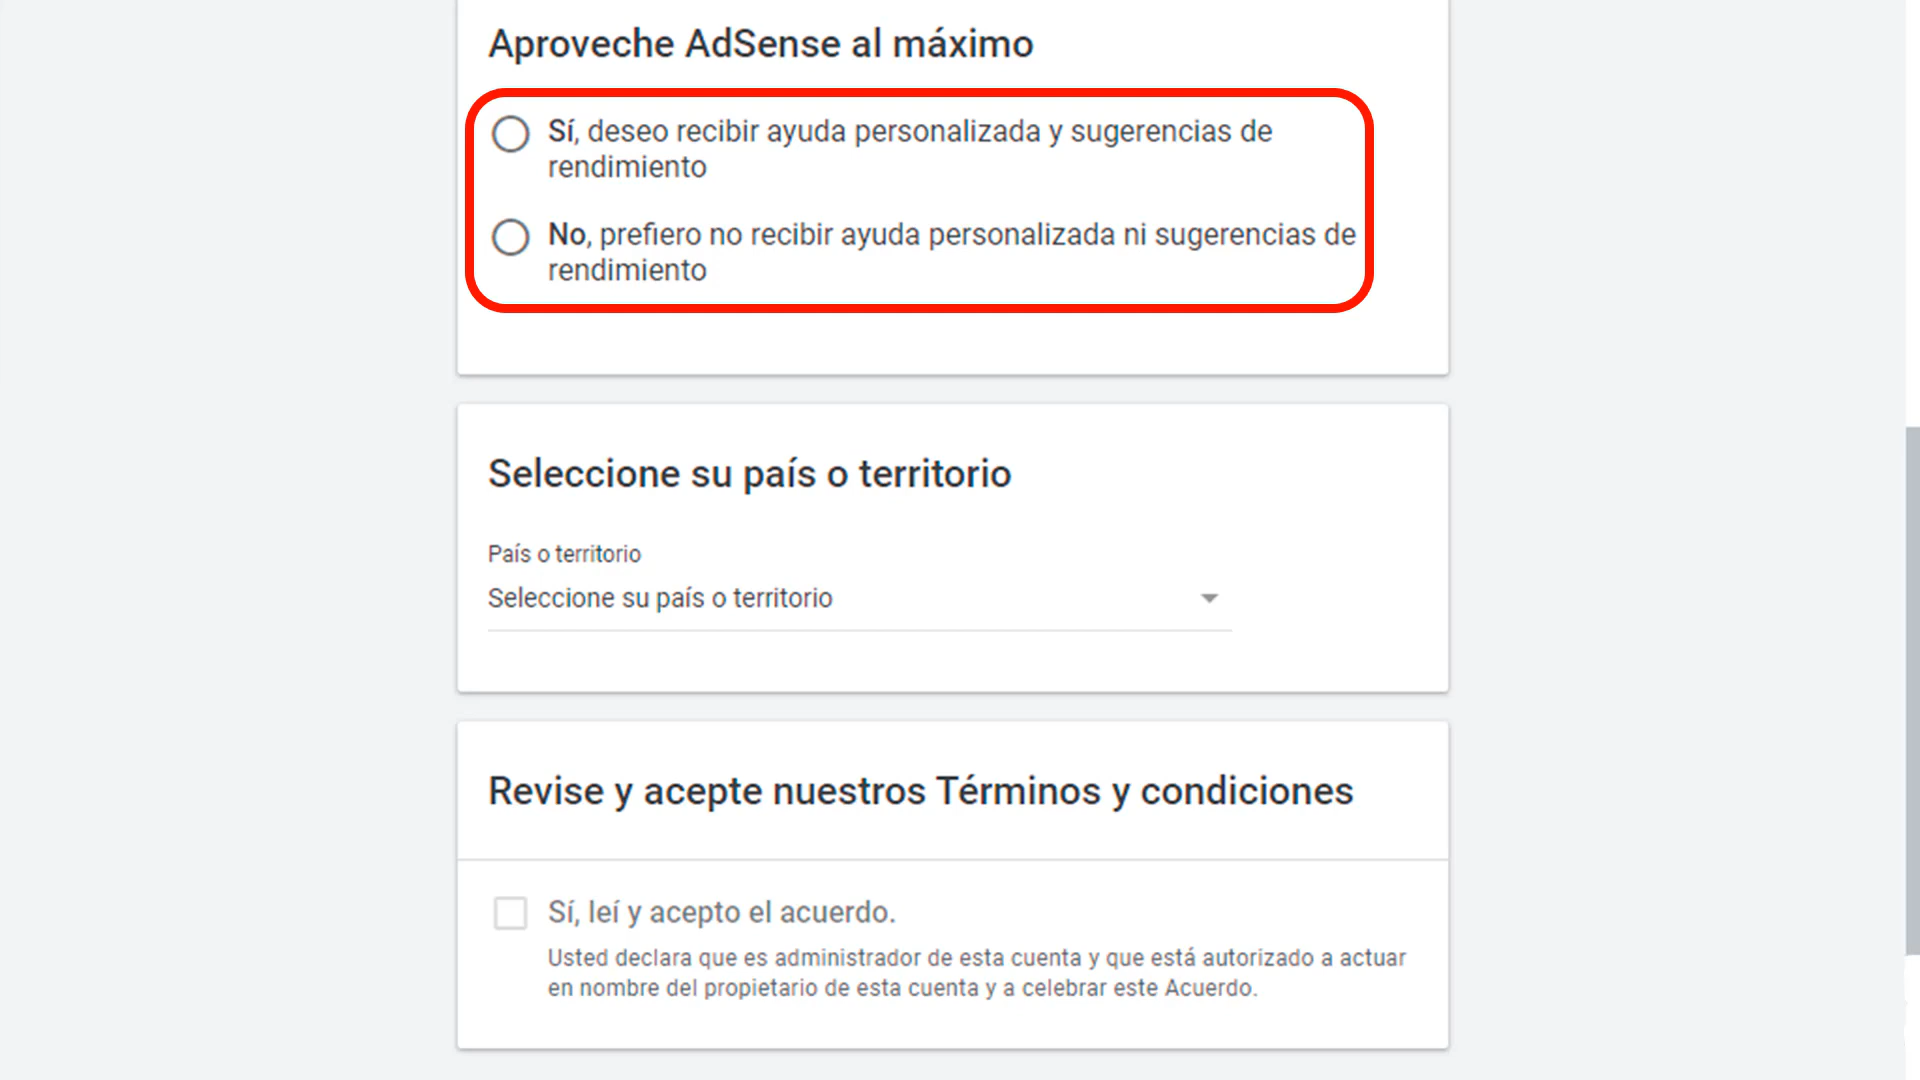 Aproveche AdSense al máximo
Sí, deseo recibir ayuda personalizada y sugerencias de
rendimiento
No, prefiero no recibir ayuda personalizada ni sugerencias de
rendimiento
Seleccione su país o territorio
País o territorio
Seleccione su país o territorio
Revise y acepte nuestros Términos y condiciones
Sí, leí y acepto el acuerdo.
Usted declara que es administrador de esta cuenta y que está autorizado a actuar
en nombre del propietario de esta cuenta y a celebrar este Acuerdo.